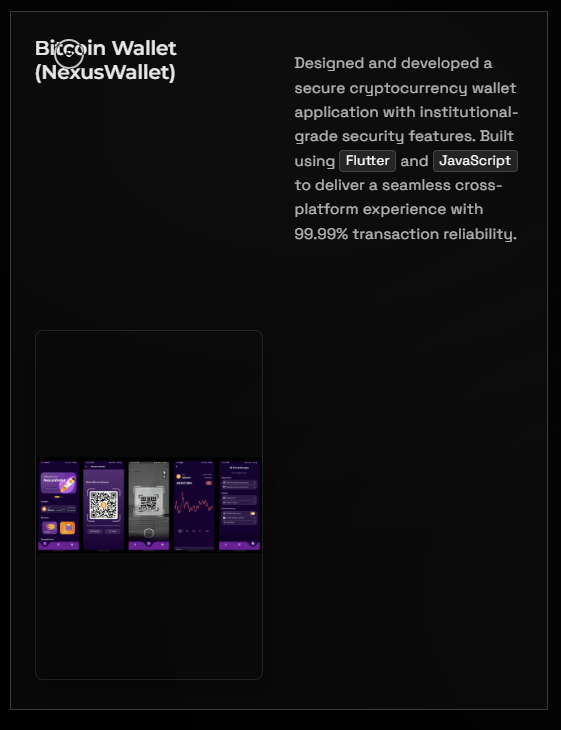 Bitcoin Wallet
(NexusWallet)
Designed and developed a
secure cryptocurrency wallet
application with institutional-
grade security features. Built
using Flutter and JavaScript
to deliver a seamless cross-
platform experience with
99.99% transaction reliability.